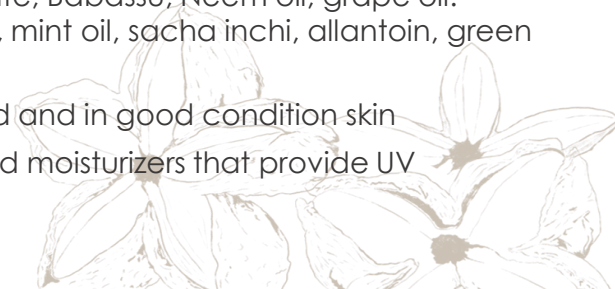 Babassu, Neem oil, grape oil.
, mint oil, sacha inchi, allantoin, green
d and in good condition skin
d moisturizers that provide UV